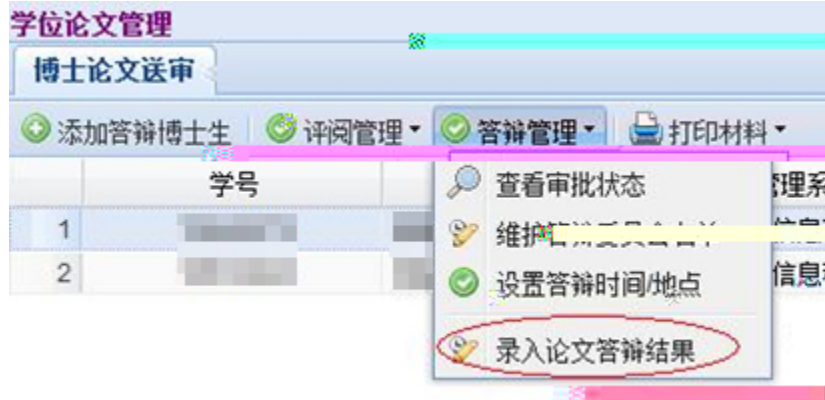 学位论文管理
博士论文送审
添加答辩博士生 评阅管理 答辩管理 打印材料
学号
查看审批状态
理系
1
维护
2
设置答辩时间/地点
信息
录入论文答辩结果